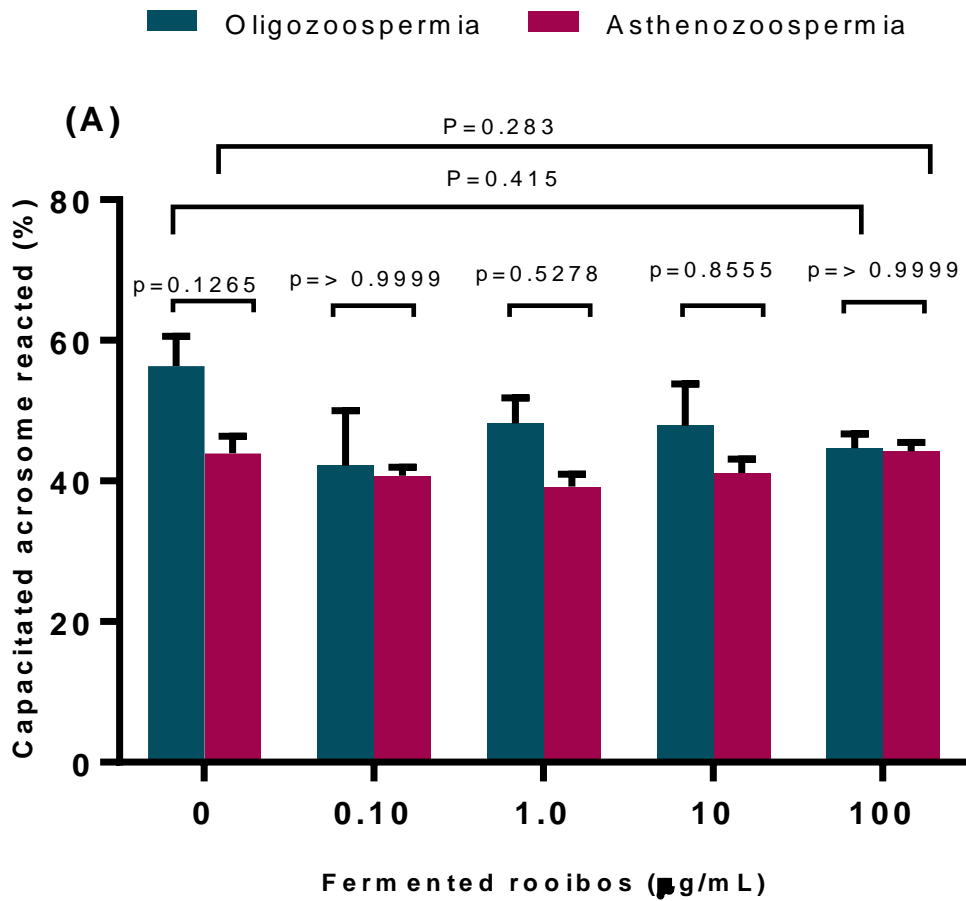 Oligozoospermia Asthenozoospermia
(A)
P=0.283
P=0.415
p=0.1265 p=> 0.9999 p=0.5278 p=0.8555 p=> 0.9999
Capacitated acrosome reacted (%)
80
60
40
20
0
0 0.10 1.0 10 100
Fermented rooibos (μg/mL)